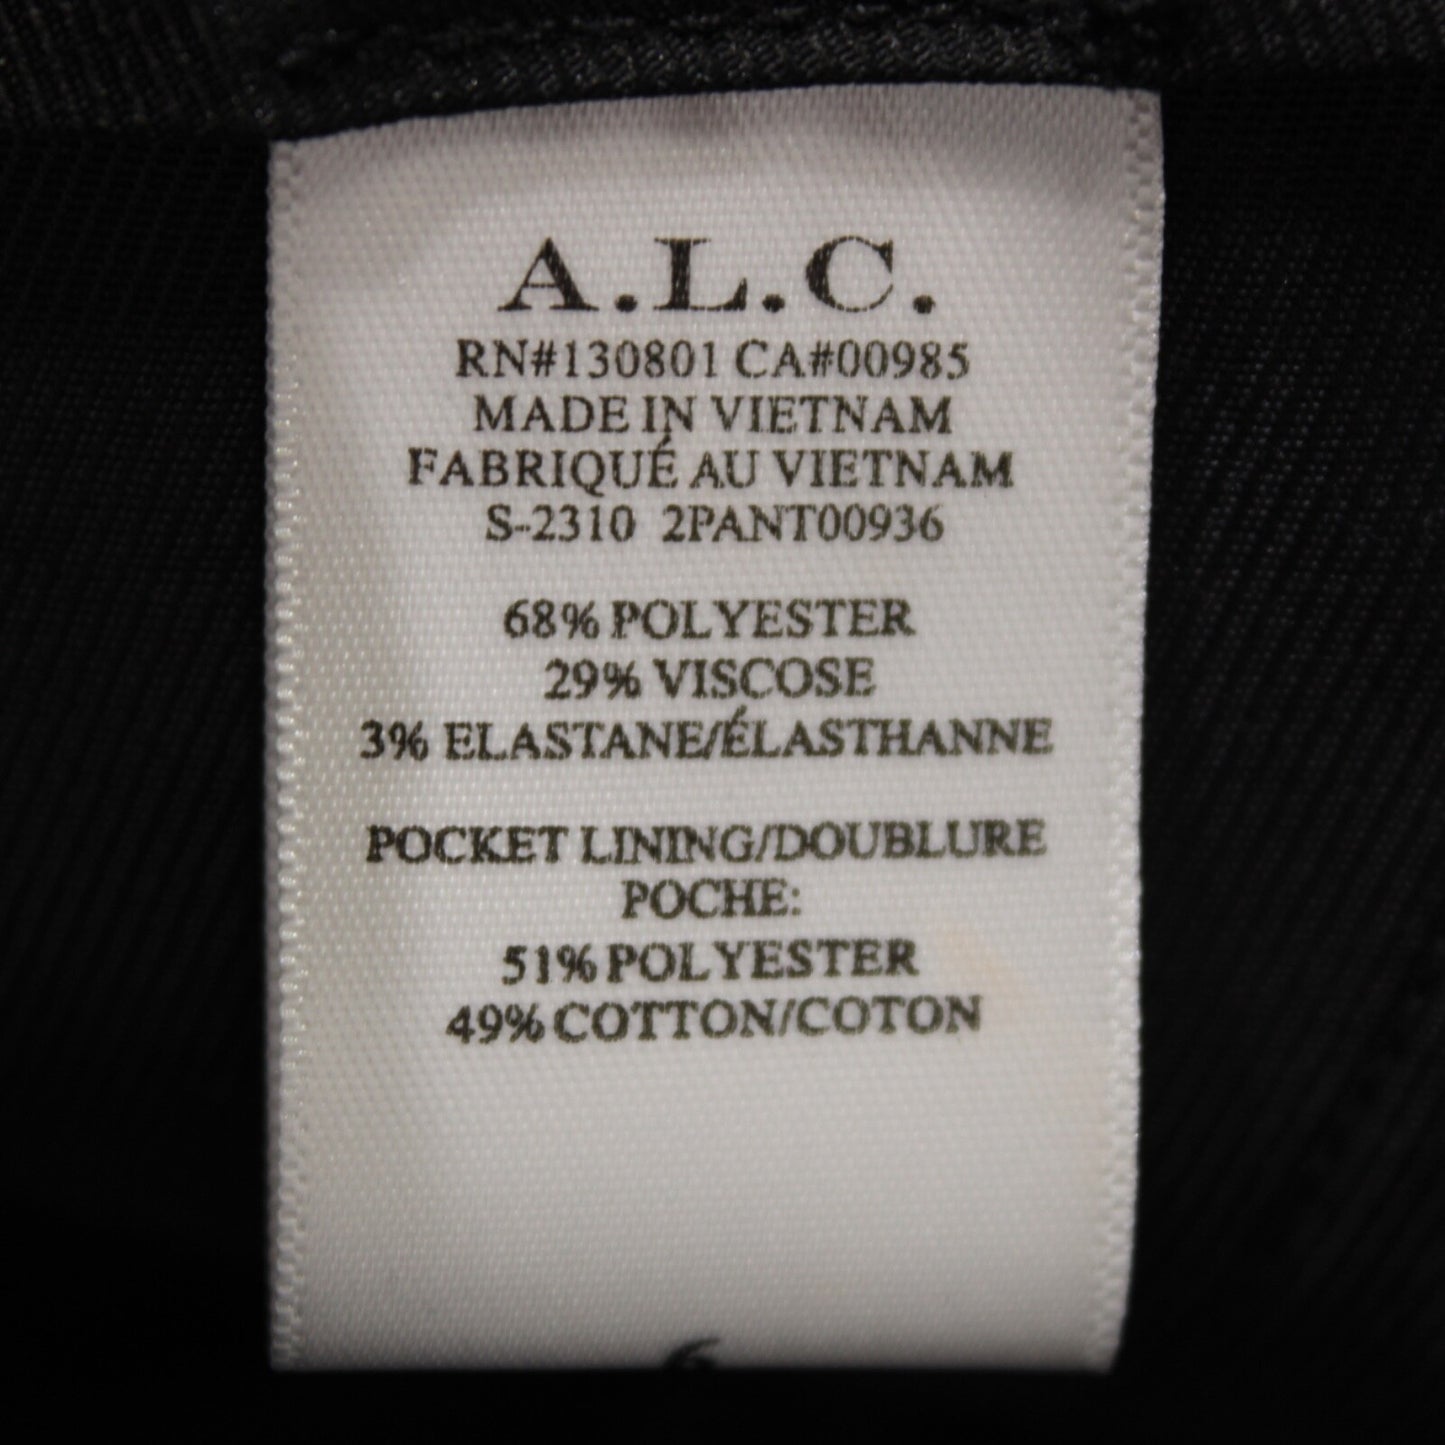 A.L.C.
RN#130801 CA#00985
MADE IN VIETNAM
FABRIQUÉ AU VIETNAM
S-2310 2PANT00936
68% POLYESTER
29% VISCOSE
3% ELASTANE/ÉLASTHANNE
POCKET LINING/DOUBLURE
POCHE:
51% POLYESTER
49% COTTON/COTON